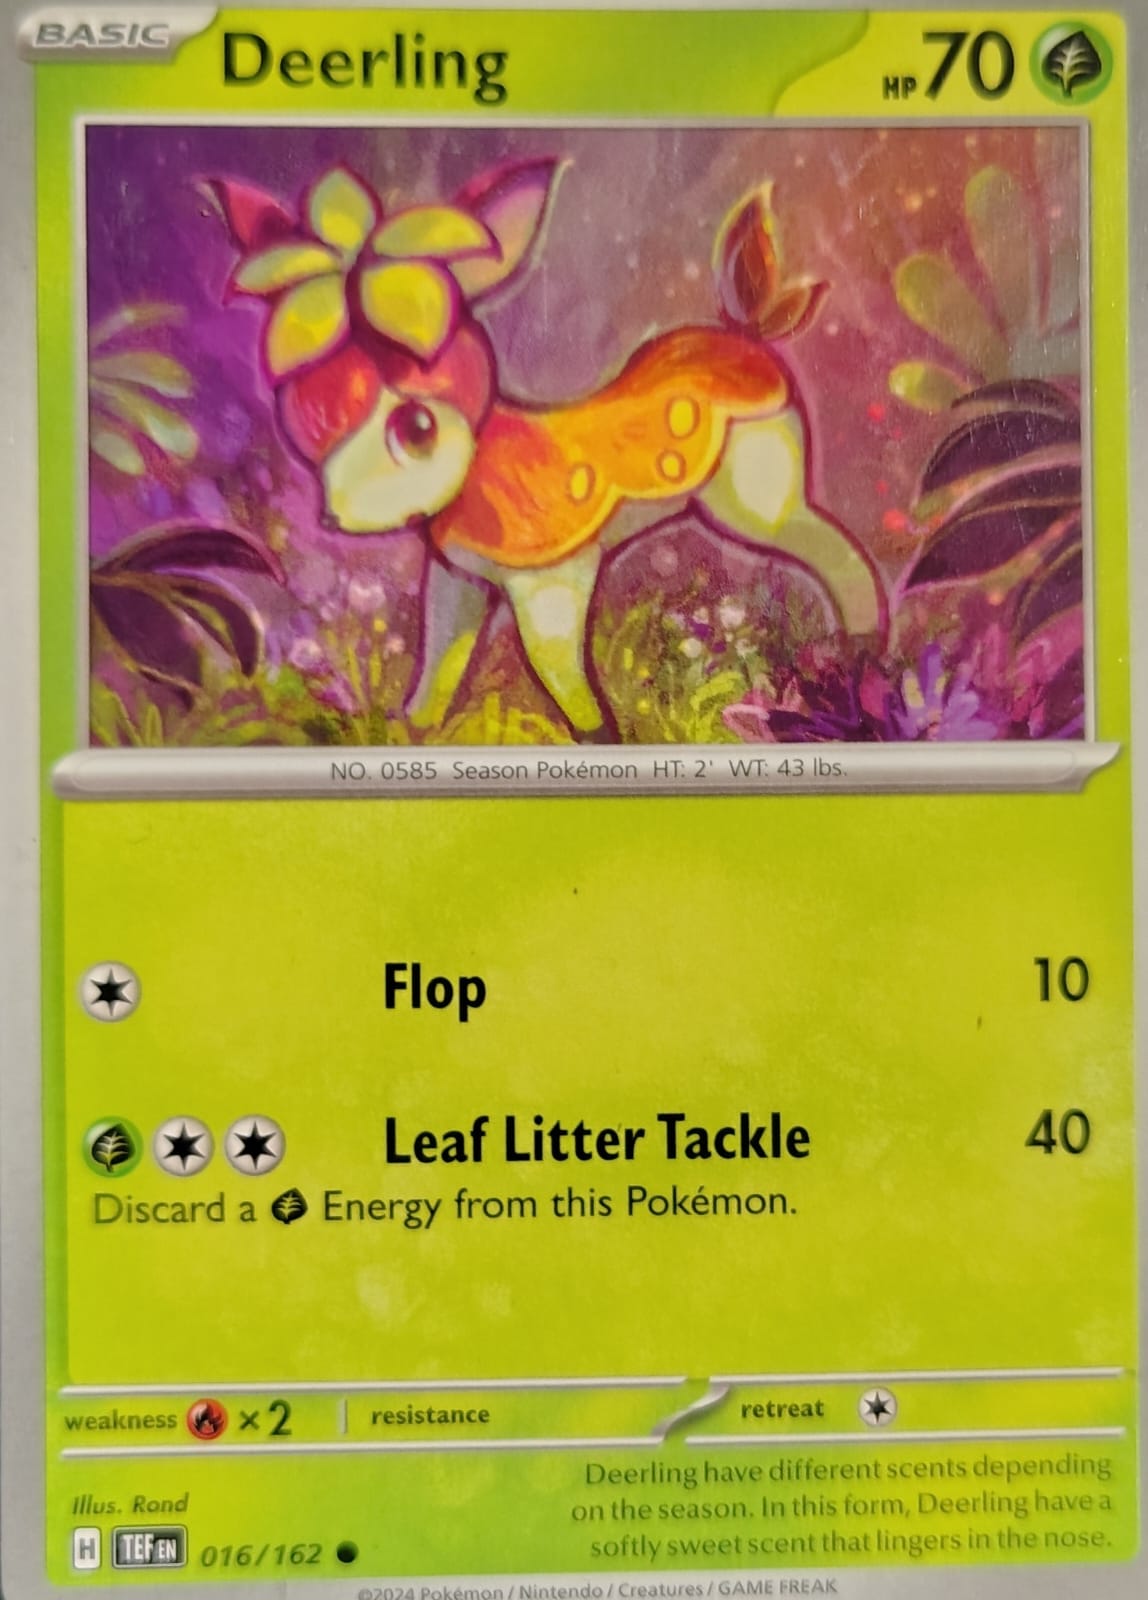 BASIC Deerling HP 70
NO. 0585 Season Pokémon HT: 2' WT: 43 lbs.
Flop 10
Leaf Litter Tackle 40
Discard a Energy from this Pokémon.
weakness ×2 resistance retreat
Deerling have different scents depending
on the season. In this form, Deerling have a
softly sweet scent that lingers in the nose.
Illus. Rond
H TEF EN 016/162
©2024 Pokémon / Nintendo / Creatures / GAME FREAK